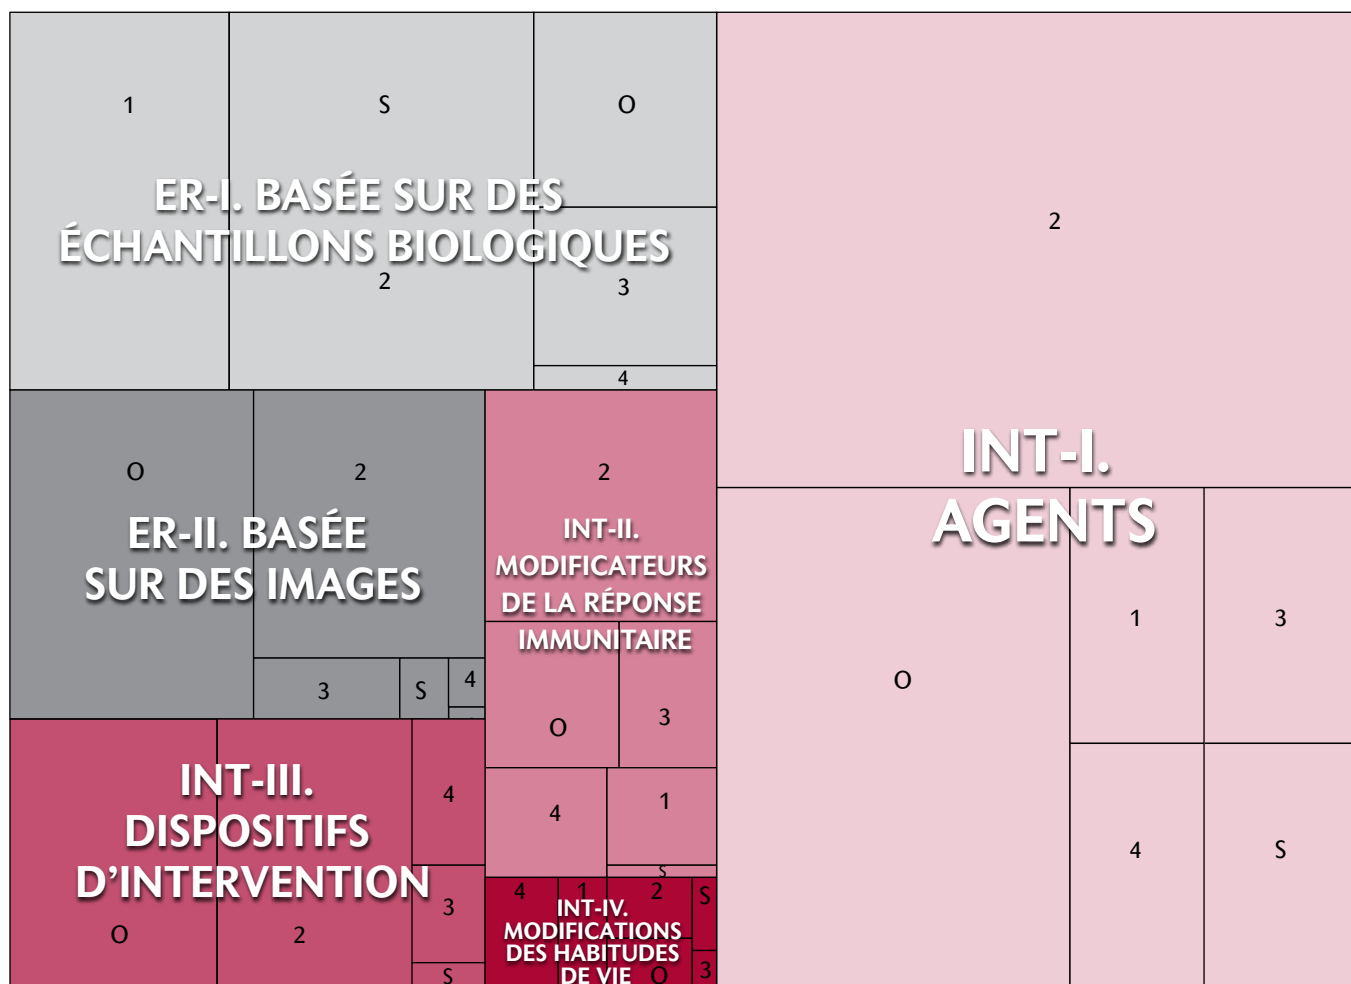 1
S
O
ER-I. BASÉE SUR DES
ÉCHANTILLONS BIOLOGIQUES
2
3
4
2
INT-I.
AGENTS
O
1
3
4
S
O
2
ER-II. BASÉE
SUR DES IMAGES
3
S
4
2
INT-II.
MODIFICATEURS
DE LA RÉPONSE
IMMUNITAIRE
O
3
4
1
S
INT-III.
DISPOSITIFS
D'INTERVENTION
4
3
O
2
S
4
1
2
S
INT-IV.
MODIFICATIONS
DES HABITUDES
DE VIE
O
3